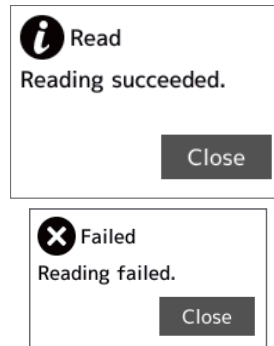 Read
Reading succeeded.
Close
Failed
Reading failed.
Close